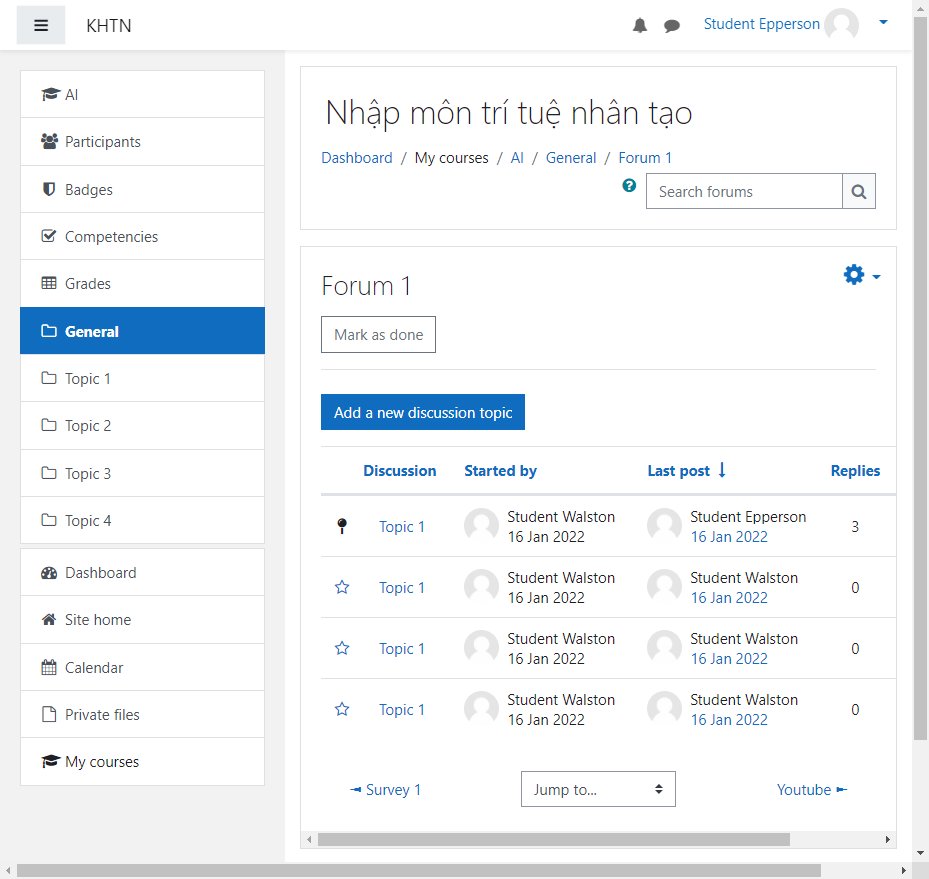 KHTN
Student Epperson
AI
Participants
Badges
Competencies
Grades
General
Topic 1
Topic 2
Topic 3
Topic 4
Dashboard
Site home
Calendar
Private files
My courses
Nhập môn trí tuệ nhân tạo
Dashboard / My courses / AI / General / Forum 1
Search forums
Forum 1
Mark as done
Add a new discussion topic
Discussion Started by Last post ↓ Replies
Topic 1 Student Walston Student Epperson 3
16 Jan 2022 16 Jan 2022
Topic 1 Student Walston Student Walston 0
16 Jan 2022 16 Jan 2022
Topic 1 Student Walston Student Walston 0
16 Jan 2022 16 Jan 2022
Topic 1 Student Walston Student Walston 0
16 Jan 2022 16 Jan 2022
◄ Survey 1 Jump to... Youtube ►